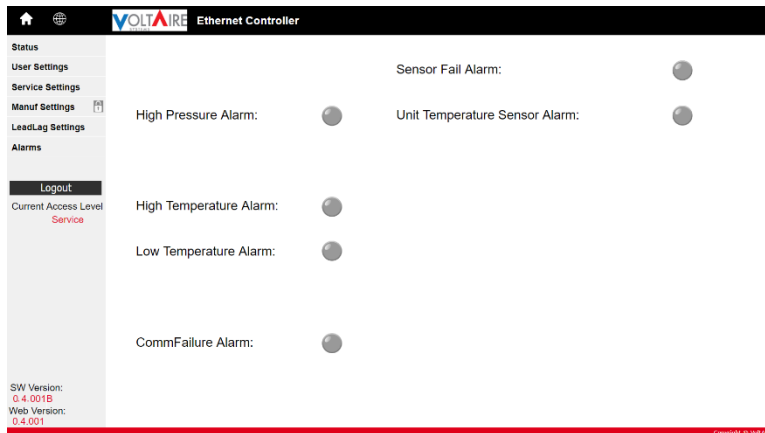 VOLTAIRE Ethernet Controller
Status
User Settings
Service Settings
Manuf Settings
LeadLag Settings
Alarms
Logout
Current Access Level
Service
SW Version:
0.4.001B
Web Version:
0.4.001
Sensor Fail Alarm:
High Pressure Alarm:
Unit Temperature Sensor Alarm:
High Temperature Alarm:
Low Temperature Alarm:
CommFailure Alarm:
Copyright ©